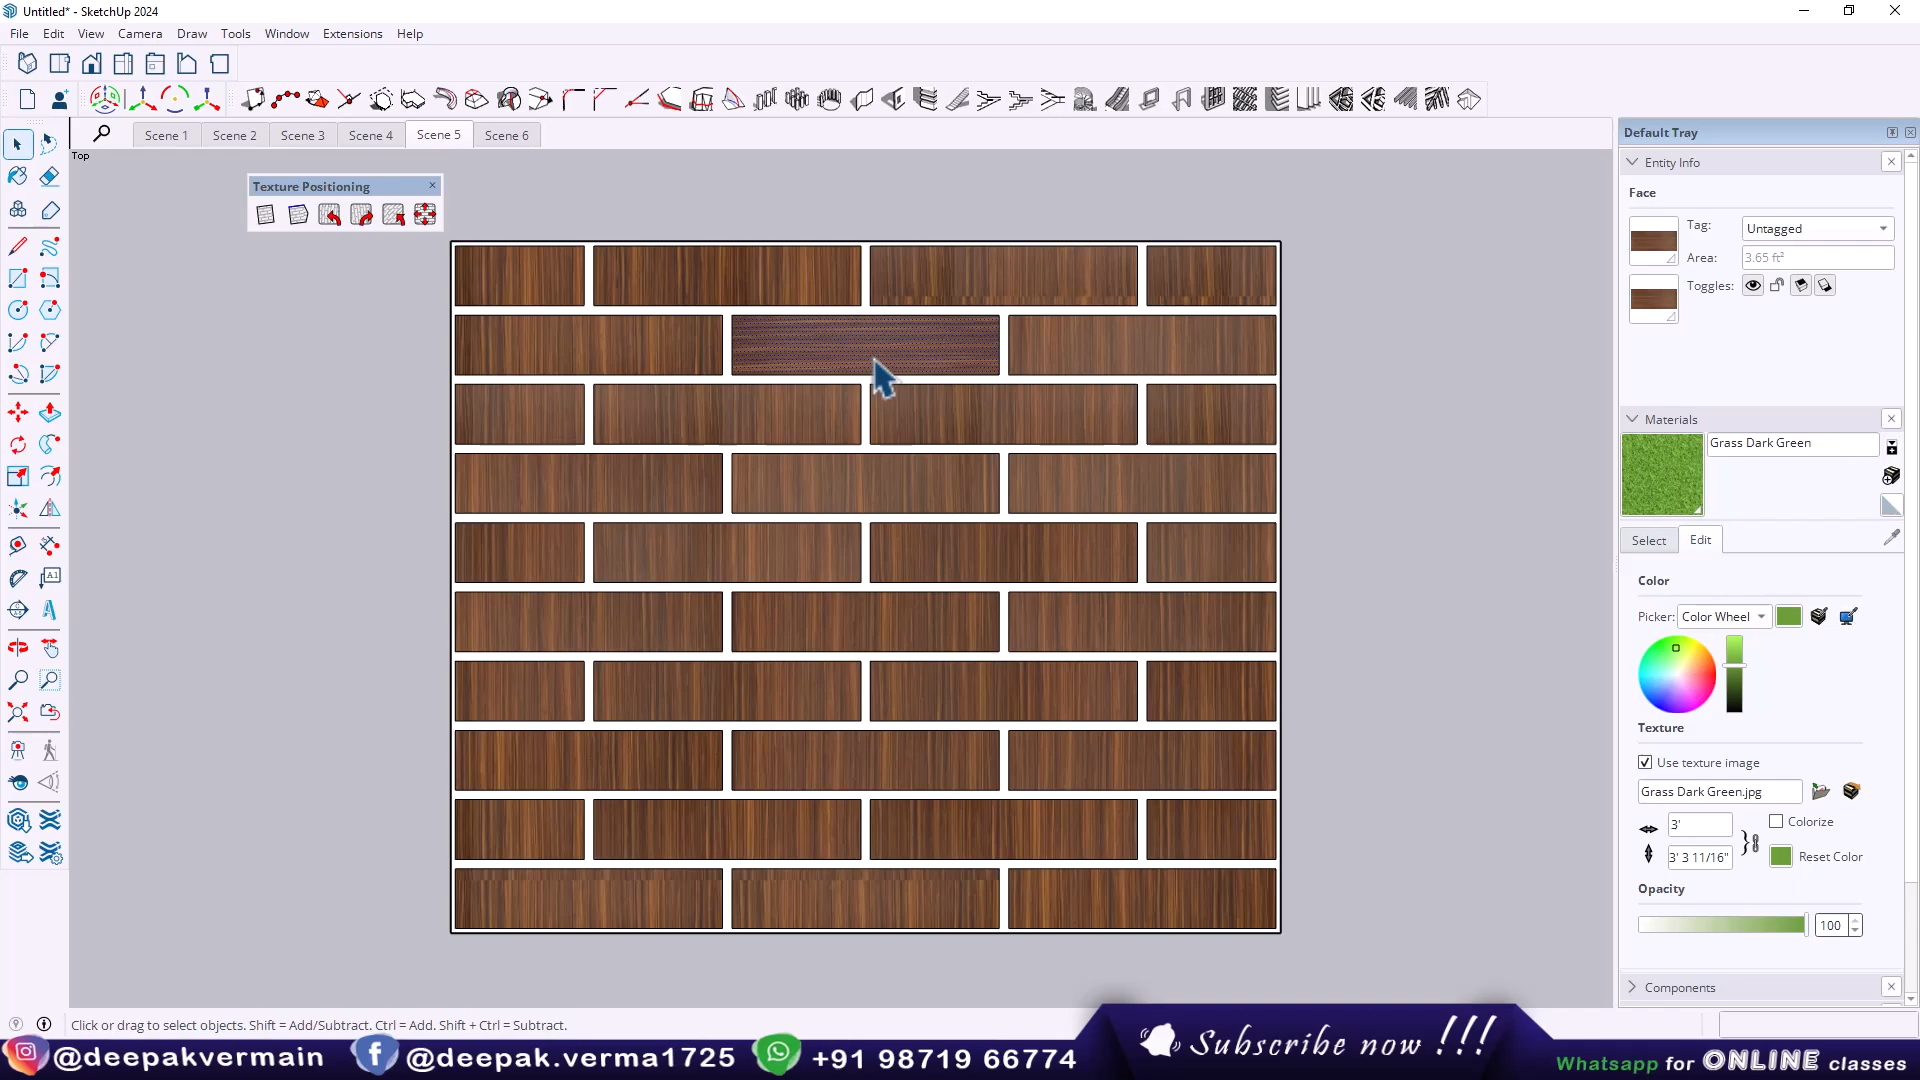 Untitled* - SketchUp 2024
File Edit View Camera Draw Tools Window Extensions Help
Scene 1 Scene 2 Scene 3 Scene 4 Scene 5 Scene 6
Top
Texture Positioning
Default Tray
Entity Info
Face
Tag: Untagged
Area: 3.65 ft²
Toggles:
Materials
Grass Dark Green
Select Edit
Color
Picker: Color Wheel
Texture
Use texture image
Grass Dark Green.jpg
3' Colorize
3' 3 11/16" Reset Color
Opacity
100
Components
Click or drag to select objects. Shift = Add/Subtract. Ctrl = Add. Shift + Ctrl = Subtract.
@deepakvermain @deepak.verma1725 +91 98719 66774
Subscribe now !!!
Whatsapp for ONLINE classes